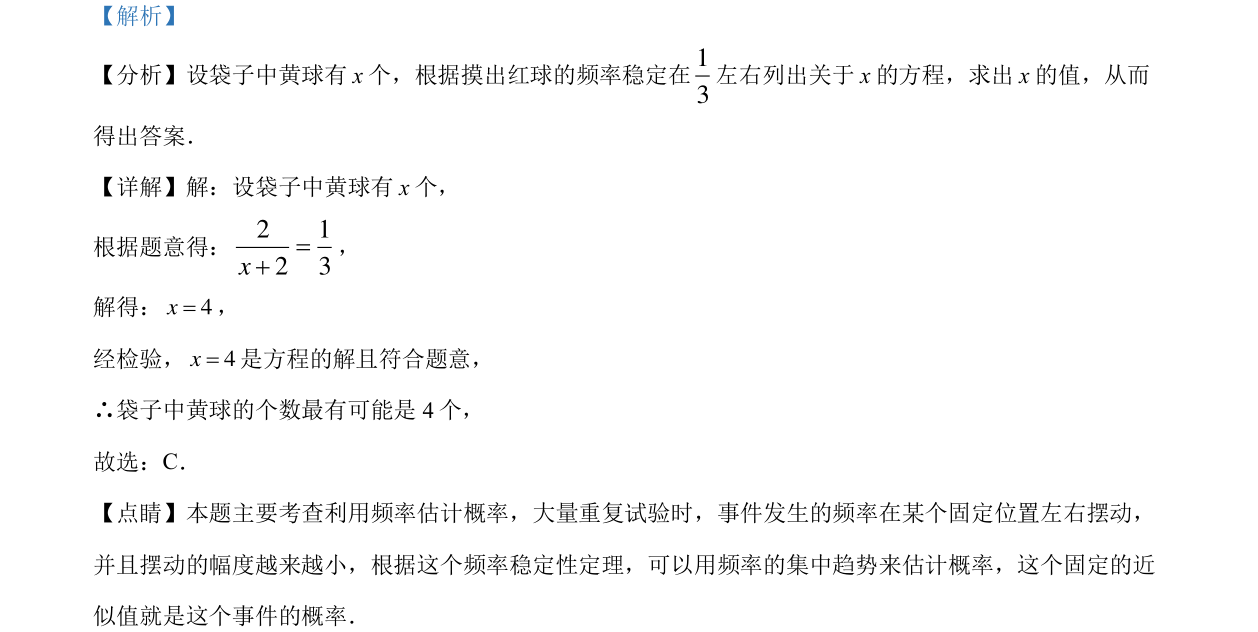 【解析】
【分析】设袋子中黄球有 x 个，根据摸出红球的频率稳定在 1/3 左右列出关于 x 的方程，求出 x 的值，从而
得出答案．
【详解】解：设袋子中黄球有 x 个，
根据题意得： 2/(x+2) = 1/3，
解得： x=4，
经检验， x=4 是方程的解且符合题意，
∴袋子中黄球的个数最有可能是 4 个，
故选：C．
【点睛】本题主要考查利用频率估计概率，大量重复试验时，事件发生的频率在某个固定位置左右摆动，
并且摆动的幅度越来越小，根据这个频率稳定性定理，可以用频率的集中趋势来估计概率，这个固定的近
似值就是这个事件的概率．